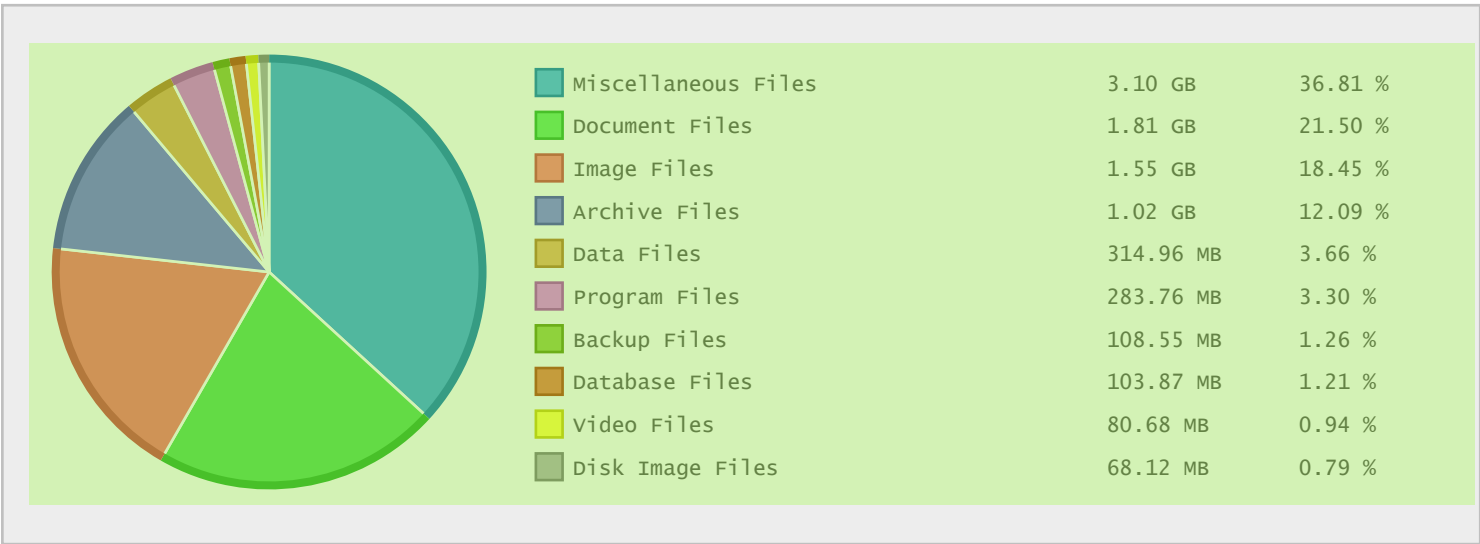 Miscellaneous Files 3.10 GB 36.81 %
Document Files 1.81 GB 21.50 %
Image Files 1.55 GB 18.45 %
Archive Files 1.02 GB 12.09 %
Data Files 314.96 MB 3.66 %
Program Files 283.76 MB 3.30 %
Backup Files 108.55 MB 1.26 %
Database Files 103.87 MB 1.21 %
Video Files 80.68 MB 0.94 %
Disk Image Files 68.12 MB 0.79 %